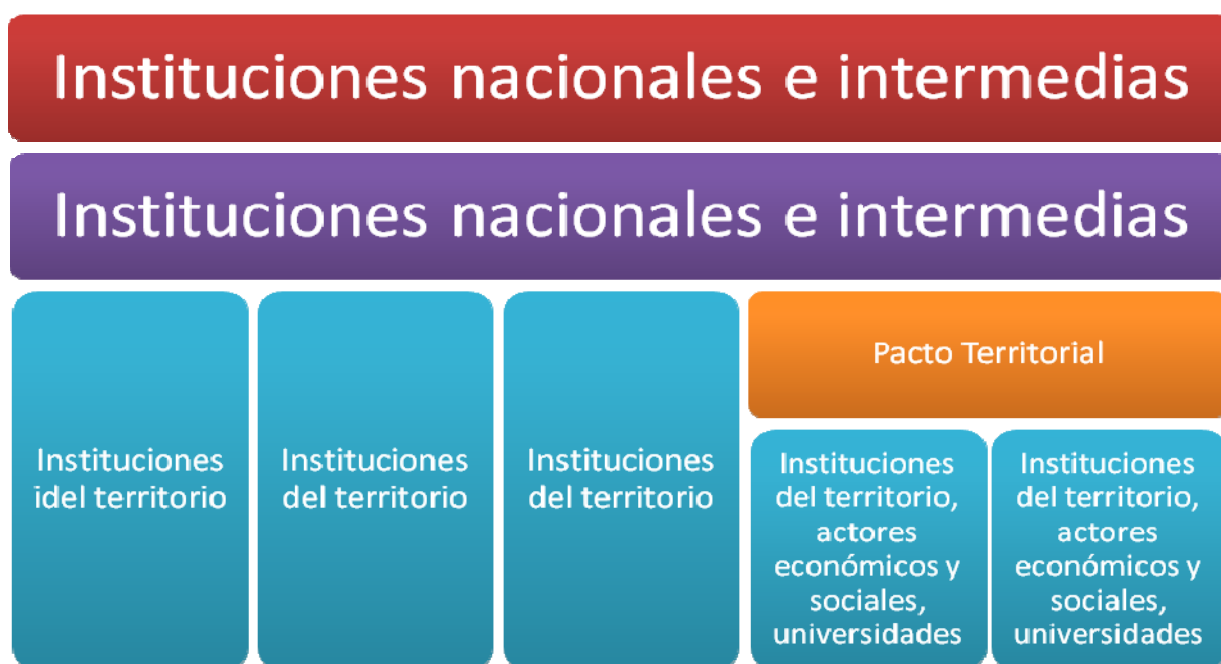 Instituciones nacionales e intermedias
Instituciones nacionales e intermedias
Instituciones
idel territorio
Instituciones
del territorio
Instituciones
del territorio
Pacto Territorial
Instituciones
del territorio,
actores
económicos y
sociales,
universidades
Instituciones
del territorio,
actores
económicos y
sociales,
universidades